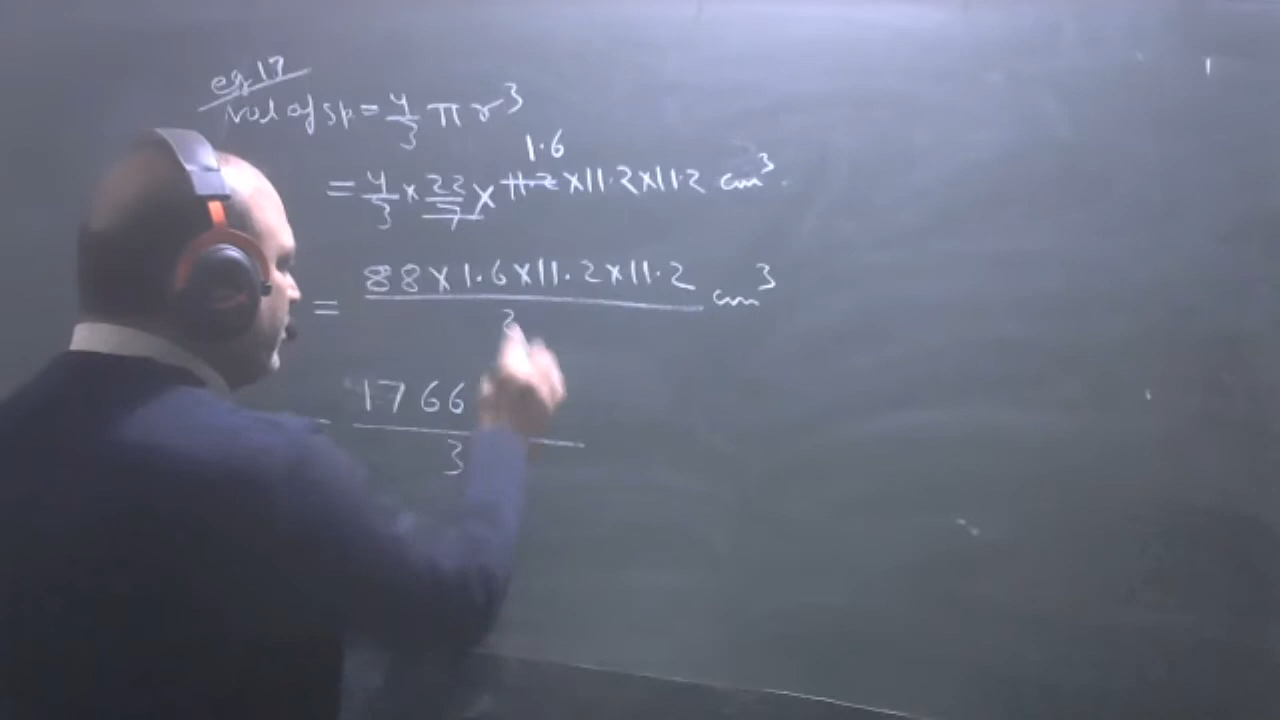 eg 17
Vol of sp = 4/3 π r³
= 4/3 × 22/7 × 11.2 × 11.2 × 11.2 cm³
1.6
= 88 × 1.6 × 11.2 × 11.2 / 3 cm³
= 1766 / 3